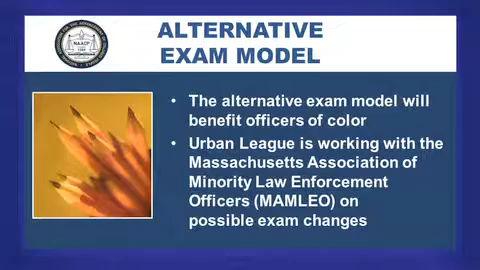 ALTERNATIVE
EXAM MODEL
NAACP
• The alternative exam model will
benefit officers of color
• Urban League is working with the
Massachusetts Association of
Minority Law Enforcement
Officers (MAMLEO) on
possible exam changes